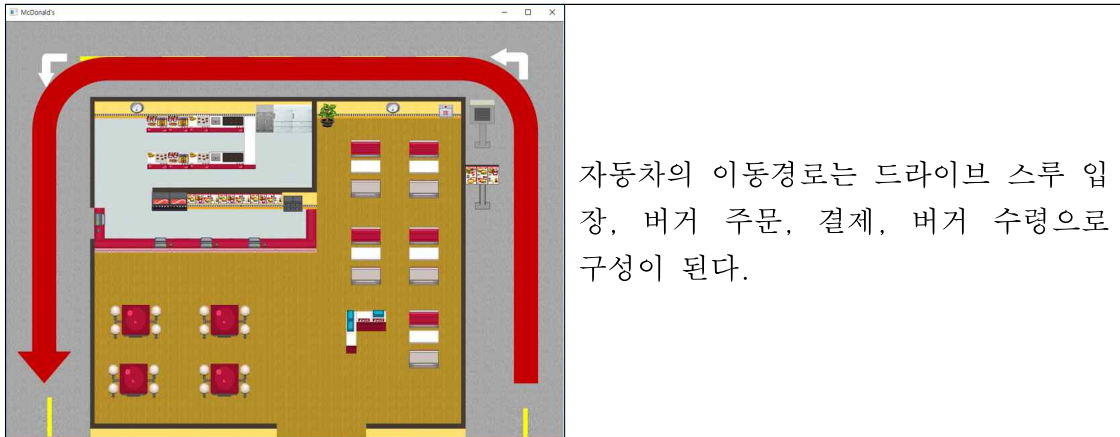 McDonald's
자동차의 이동경로는 드라이브 스루 입
장, 버거 주문, 결제, 버거 수령으로
구성이 된다.